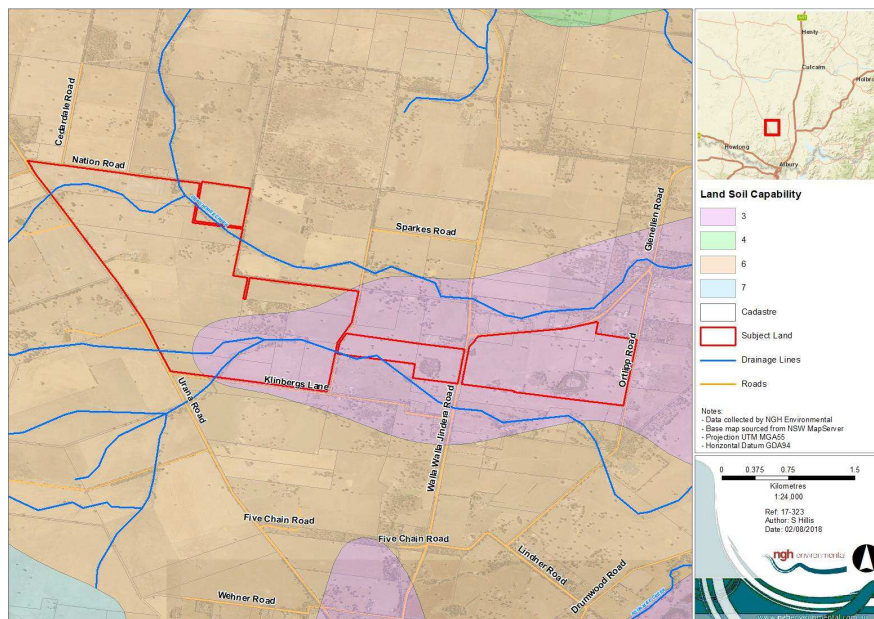 Cedardale Road
Nation Road
Sparkes Road
Glenellen Road
Klinbergs Lane
Urana Road
Ortlipp Road
Walla Walla Jindera Road
Five Chain Road
Five Chain Road
Lindner Road
Drumwood Road
Wehner Road
Henty
Culcairn
Holbro
Howlong
Albury
Land Soil Capability
3
4
6
7
Cadastre
Subject Land
Drainage Lines
Roads
Notes:
- Data collected by NGH Environmental
- Base map sourced from NSW MapServer
- Projection UTM MGA55
- Horizontal Datum GDA94
0 0.375 0.75 1.5
Kilometres
1:24,000
Ref: 17-323
Author: S Hillis
Date: 02/08/2018
ngh environmental